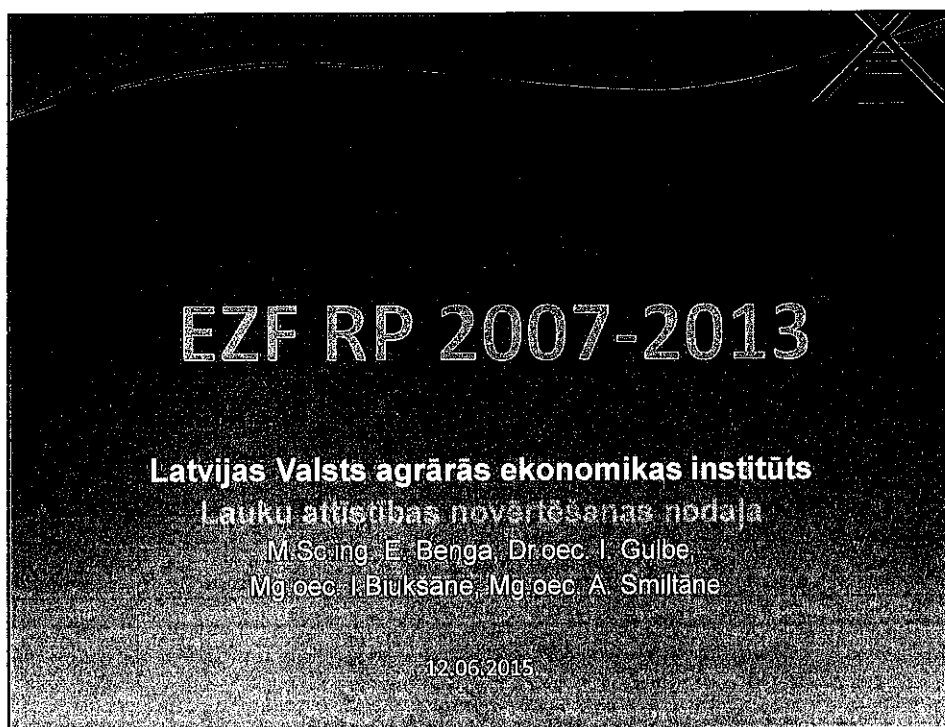 EZF RP 2007-2013
Latvijas Valsts agrārās ekonomikas institūts
Lauku attīstības novērtēšanas nodaļa
M.Sc.ing. E. Benga, Dr.oec. I. Gulbe,
Mg.oec. I.Biuksāne, Mg.oec. A. Smiltāne
12.06.2015.